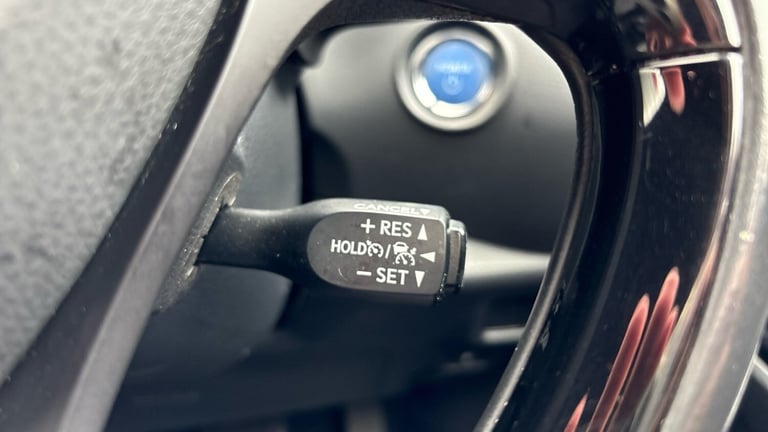 CANCEL
+ RES ▲
HOLD / ◀
− SET ▼